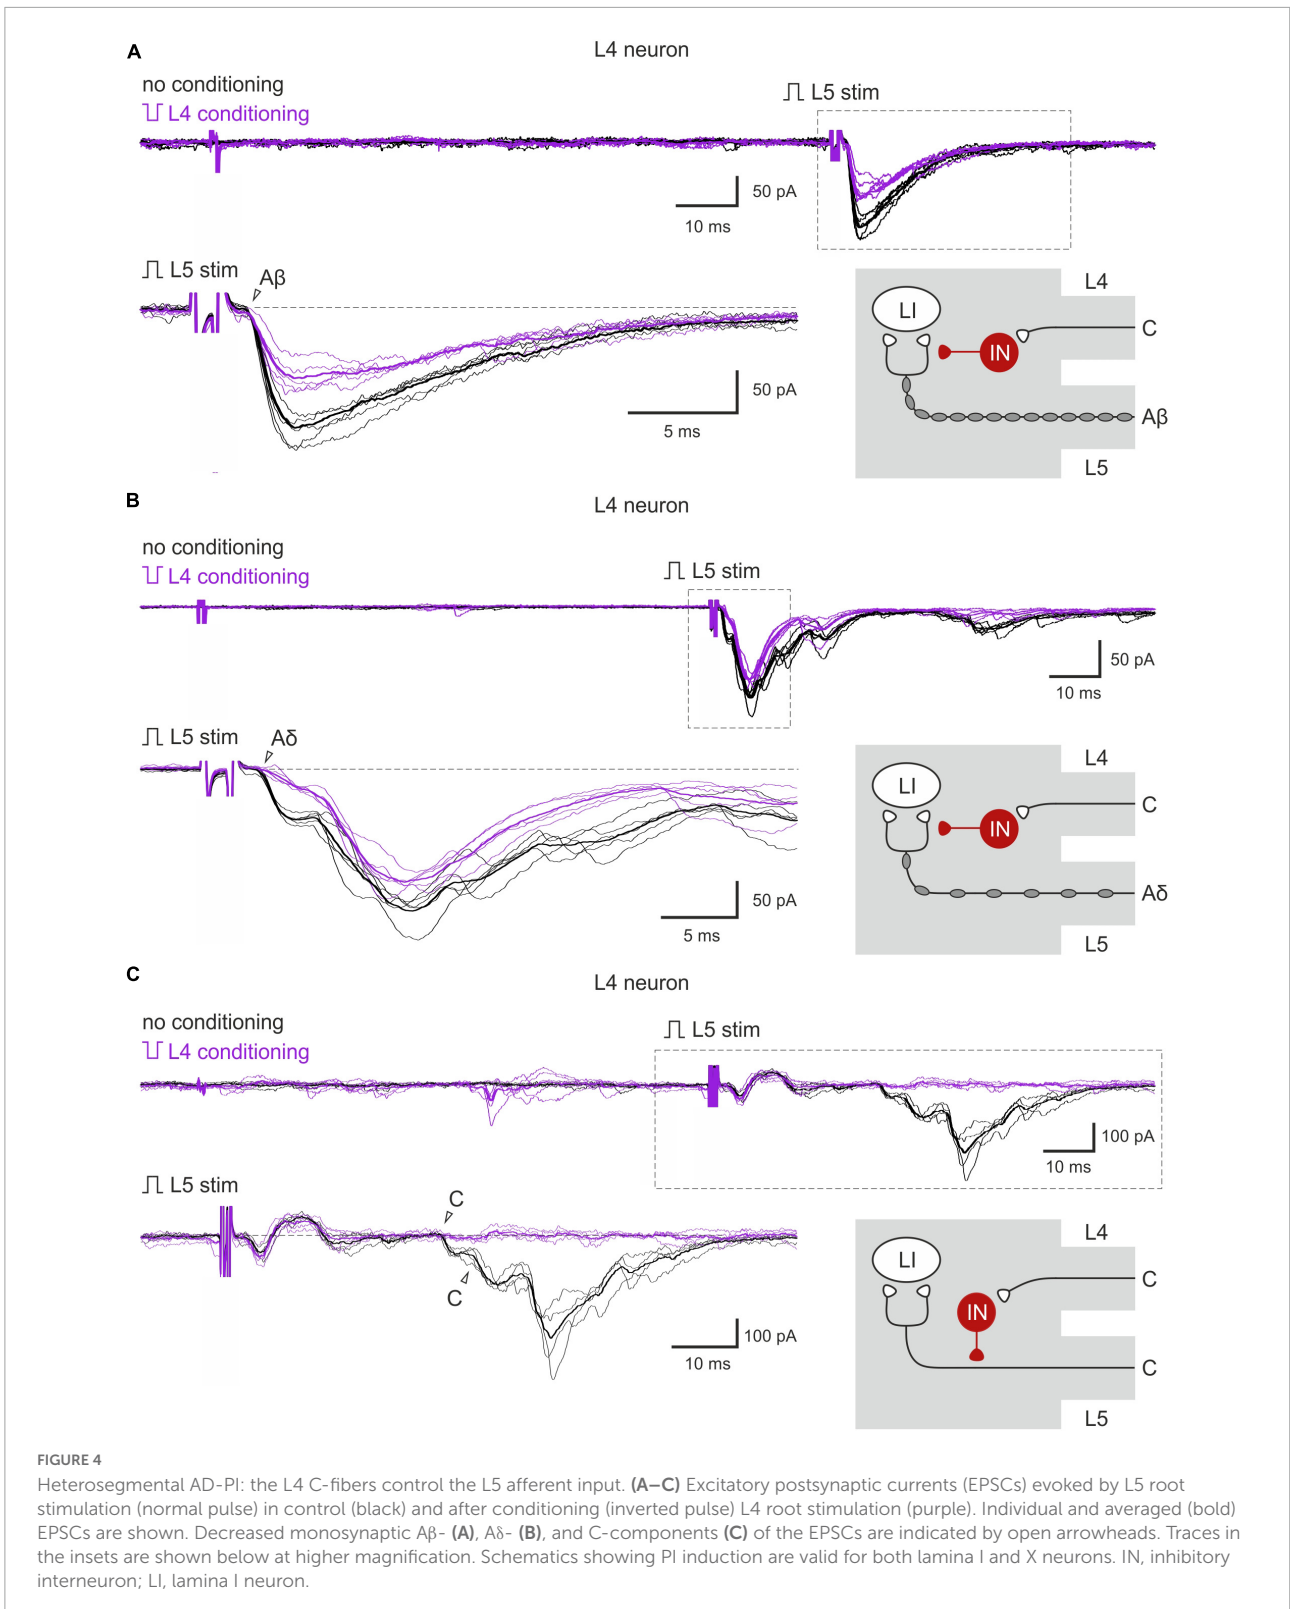 A
L4 neuron
no conditioning
L4 conditioning
L5 stim
50 pA
10 ms
L5 stim
Aβ
50 pA
5 ms
L4
LI
IN
C
Aβ
L5
B
L4 neuron
no conditioning
L4 conditioning
L5 stim
50 pA
10 ms
L5 stim
Aδ
50 pA
5 ms
L4
LI
IN
C
Aδ
L5
C
L4 neuron
no conditioning
L4 conditioning
L5 stim
100 pA
10 ms
L5 stim
C
C
100 pA
10 ms
L4
LI
IN
C
C
L5
FIGURE 4
Heterosegmental AD-PI: the L4 C-fibers control the L5 afferent input. (A–C) Excitatory postsynaptic currents (EPSCs) evoked by L5 root
stimulation (normal pulse) in control (black) and after conditioning (inverted pulse) L4 root stimulation (purple). Individual and averaged (bold)
EPSCs are shown. Decreased monosynaptic Aβ- (A), Aδ- (B), and C-components (C) of the EPSCs are indicated by open arrowheads. Traces in
the insets are shown below at higher magnification. Schematics showing PI induction are valid for both lamina I and X neurons. IN, inhibitory
interneuron; LI, lamina I neuron.